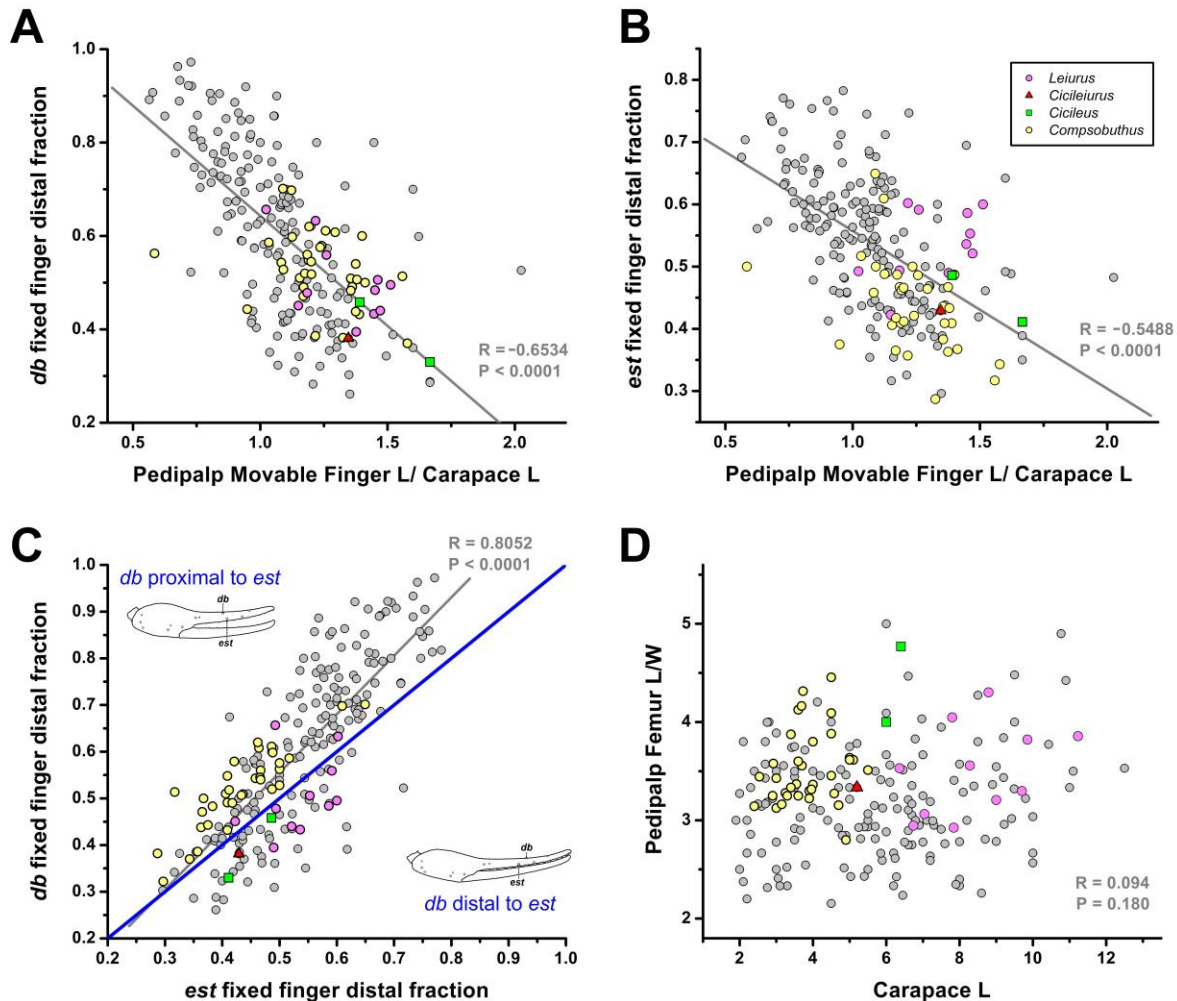 A
db fixed finger distal fraction
1.0
0.8
0.6
0.4
0.2
R = −0.6534
P < 0.0001
0.5
1.0
1.5
2.0
Pedipalp Movable Finger L/ Carapace L
B
est fixed finger distal fraction
0.8
0.7
0.6
0.5
0.4
0.3
Leiurus
Cicileiurus
Cicileus
Compsobuthus
R = −0.5488
P < 0.0001
0.5
1.0
1.5
2.0
Pedipalp Movable Finger L/ Carapace L
C
db fixed finger distal fraction
1.0
0.9
0.8
0.7
0.6
0.5
0.4
0.3
0.2
R = 0.8052
P < 0.0001
db proximal to est
db
est
db
est
db distal to est
0.2
0.3
0.4
0.5
0.6
0.7
0.8
0.9
1.0
est fixed finger distal fraction
D
Pedipalp Femur L/W
5
4
3
2
R = 0.094
P = 0.180
2
4
6
8
10
12
Carapace L